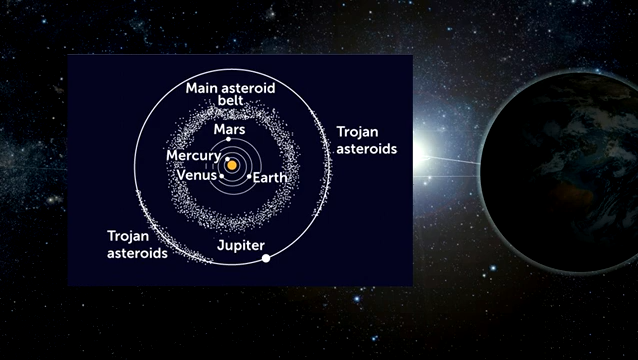 Main asteroid
belt
Mars
Trojan
asteroids
Mercury
Venus
Earth
Trojan
asteroids
Jupiter